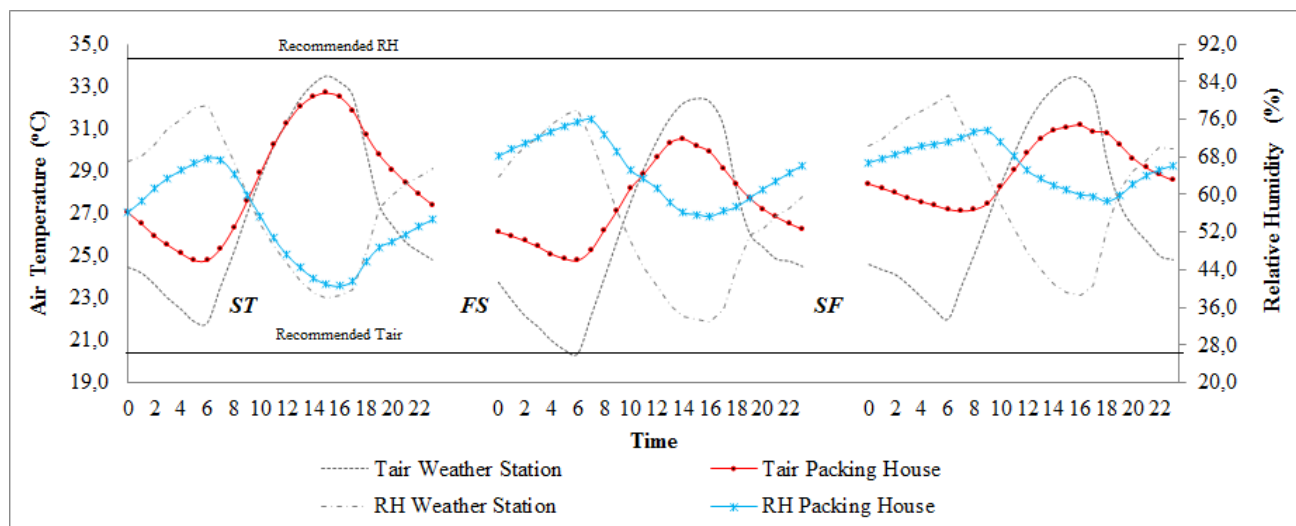 35,0
33,0
31,0
29,0
27,0
25,0
23,0
21,0
19,0
Air Temperature (ºC)
Recommended RH
92,0
84,0
76,0
68,0
60,0
52,0
44,0
36,0
28,0
20,0
Relative Humidity (%)
ST
FS
SF
Recommended Tair
0 2 4 6 8 10 12 14 16 18 20 22 0 2 4 6 8 10 12 14 16 18 20 22 0 2 4 6 8 10 12 14 16 18 20 22
Time
Tair Weather Station
Tair Packing House
RH Weather Station
RH Packing House